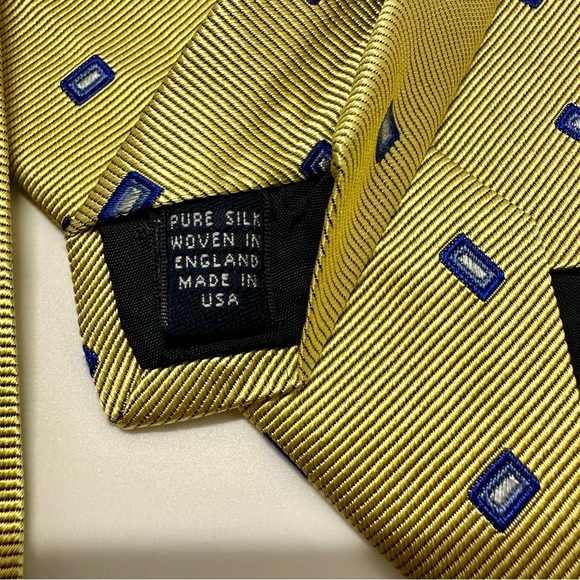 PURE SILK
WOVEN IN
ENGLAND
MADE IN
USA